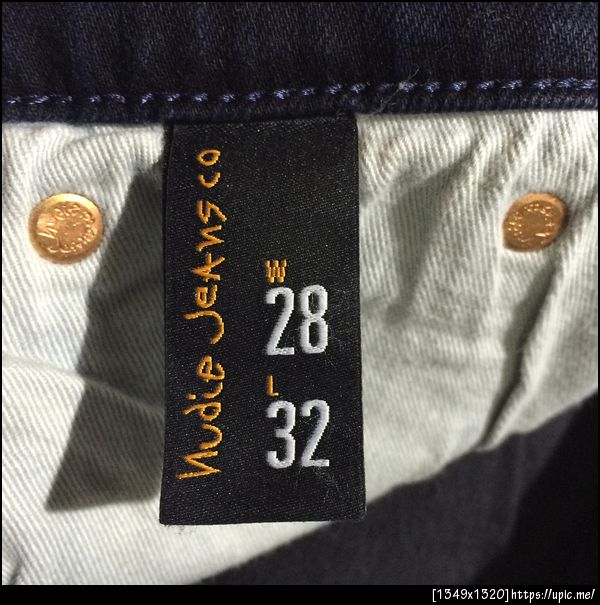 Nudie Jeans co
W
28
L
32
[1349x1320]https://upic.me/